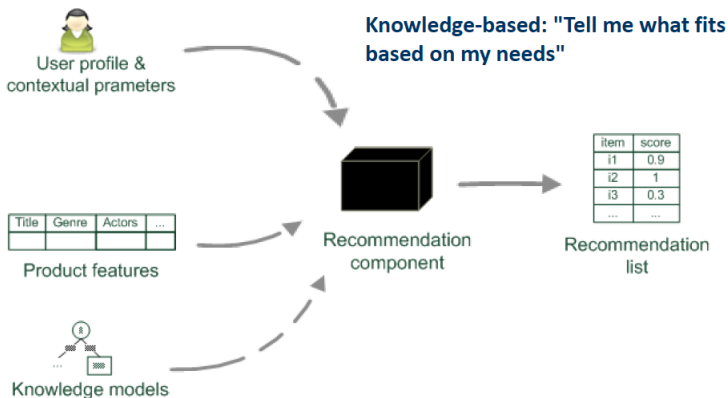 Knowledge-based: "Tell me what fits
based on my needs"
User profile &
contextual prameters
Title Genre Actors ...
Product features
...
Knowledge models
Recommendation
component
item score
i1 0.9
i2 1
i3 0.3
... ...
Recommendation
list